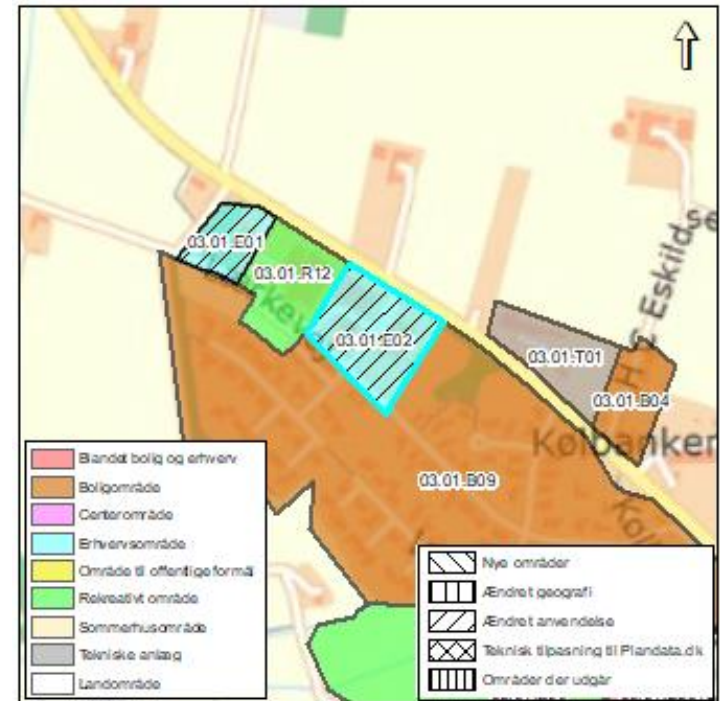 H. C Eskildse
03.01.E01
03.01.R12
03.01.E02
03.01.T01
03.01.B04
Kølbanker
03.01.B09
Blandet bolig og erhverv
Boligområde
Centerområde
Erhvervsområde
Område til offentlige formål
Rekreativt område
Sommerhusområde
Tekniske anlæg
Landområde
Nye områder
Ændret geografi
Ændret anvendelse
Teknisk tilpasning til Plandata.dk
Områder der udgår